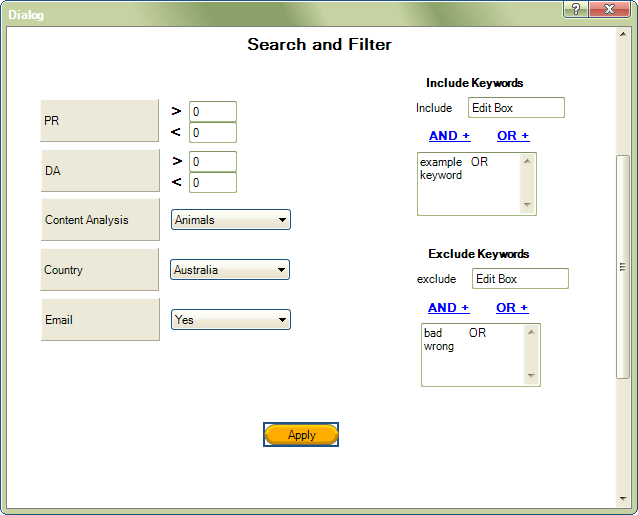 Dialog
?
Search and Filter
PR
> 0
< 0
DA
> 0
< 0
Content Analysis Animals
Country Australia
Email Yes
Include Keywords
Include Edit Box
AND + OR +
example OR
keyword
Exclude Keywords
exclude Edit Box
AND + OR +
bad OR
wrong
Apply